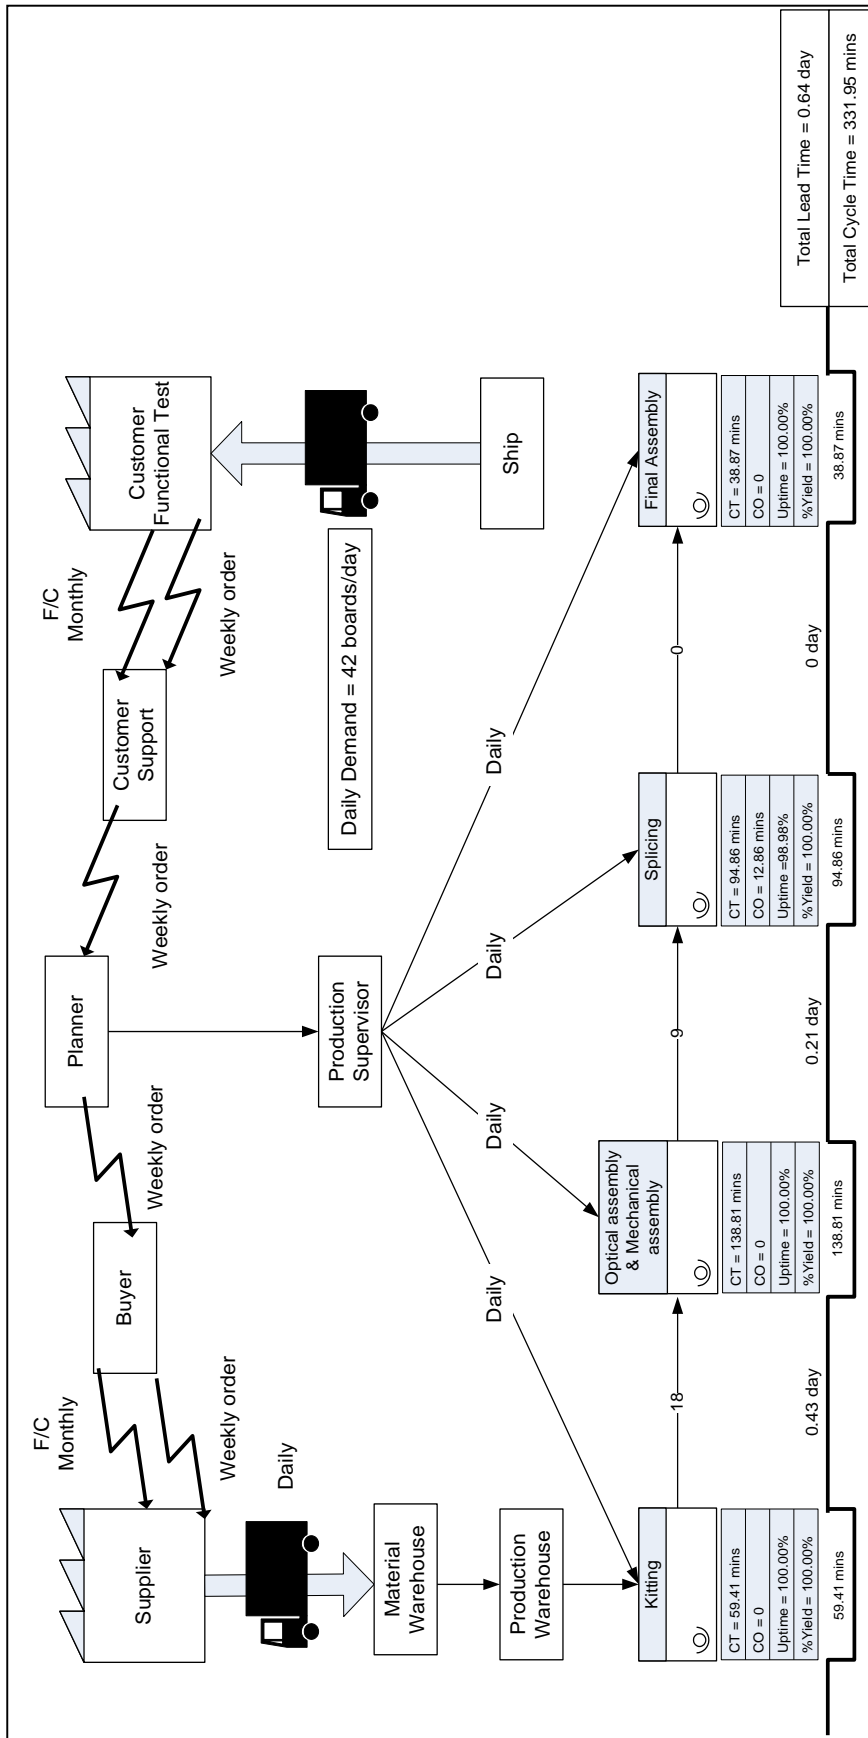 F/C
Monthly
Weekly order
Supplier
Buyer
Weekly order
Planner
Weekly order
Customer
Support
F/C
Monthly
Weekly order
Customer
Functional Test
Daily
Material
Warehouse
Production
Warehouse
Production
Supervisor
Daily Demand = 42 boards/day
Ship
Daily
Daily
Daily
Daily
Kitting
CT = 59.41 mins
CO = 0
Uptime = 100.00%
%Yield = 100.00%
18
Optical assembly
& Mechanical
assembly
CT = 138.81 mins
CO = 0
Uptime = 100.00%
%Yield = 100.00%
9
Splicing
CT = 94.86 mins
CO = 12.86 mins
Uptime =98.98%
%Yield = 100.00%
0
Final Assembly
CT = 38.87 mins
CO = 0
Uptime = 100.00%
%Yield = 100.00%
59.41 mins
0.43 day
138.81 mins
0.21 day
94.86 mins
0 day
38.87 mins
Total Lead Time = 0.64 day
Total Cycle Time = 331.95 mins